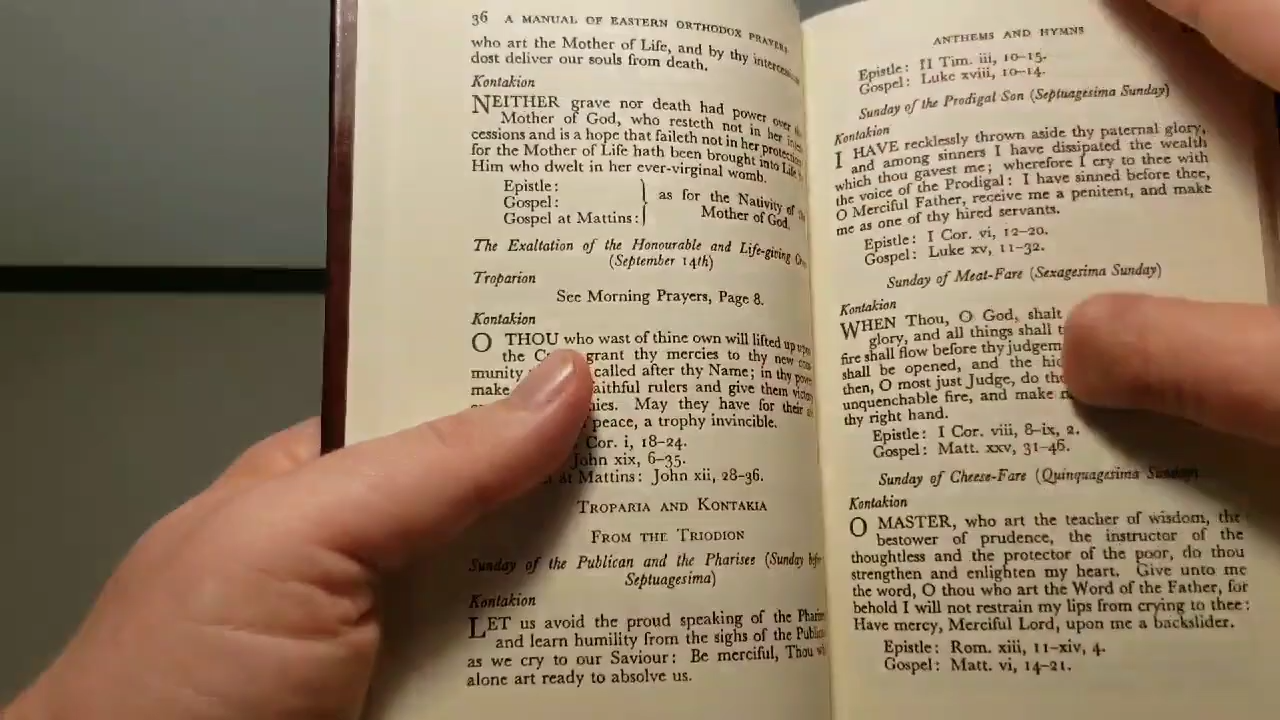 36 A MANUAL OF EASTERN ORTHODOX PRAYERS
who art the Mother of Life, and by thy
dost deliver our souls from death.
Kontakion
NEITHER grave nor death had power over
Mother of God, who resteth not in her
cessions and is a hope that faileth not in her
for the Mother of Life hath been brought into Life
Him who dwelt in her ever-virginal womb.
Epistle:
Gospel:
Gospel at Mattins:
as for the Nativity of
Mother of God.
The Exaltation of the Honourable and Life-giving
(September 14th)
Troparion
See Morning Prayers, Page 8.
Kontakion
O THOU who wast of thine own will lifted up
the grant thy mercies to thy new
munity called after thy Name; in thy
make faithful rulers and give them
May they have for their
peace, a trophy invincible.
Cor. i, 18-24.
John xix, 6-35.
at Mattins: John xii, 28-36.
TROPARIA AND KONTAKIA
FROM THE TRIODION
Sunday of the Publican and the Pharisee (Sunday
Septuagesima)
Kontakion
LET us avoid the proud speaking of the
and learn humility from the sighs of the
as we cry to our Saviour: Be merciful, Thou
alone art ready to absolve us.
ANTHEMS AND HYMNS
Epistle: II Tim. iii, 10-15.
Gospel: Luke xviii, 10-14.
Sunday of the Prodigal Son (Septuagesima Sunday)
Kontakion
I HAVE recklessly thrown aside thy paternal glory,
and among sinners I have dissipated the wealth
which thou gavest me; wherefore I cry to thee with
the voice of the Prodigal: I have sinned before thee,
O Merciful Father, receive me a penitent, and make
me as one of thy hired servants.
Epistle: I Cor. vi, 12-20.
Gospel: Luke xv, 11-32.
Sunday of Meat-Fare (Sexagesima Sunday)
Kontakion
WHEN Thou, O God, shalt
glory, and all things shall
fire shall flow before thy
shall be opened, and the
then, O most just Judge, do
unquenchable fire, and make
thy right hand.
Epistle: I Cor. viii, 8-ix, 2.
Gospel: Matt. xxv, 31-46.
Sunday of Cheese-Fare (Quinquagesima Sunday)
Kontakion
O MASTER, who art the teacher of wisdom, the
bestower of prudence, the instructor of the
thoughtless and the protector of the poor, do thou
strengthen and enlighten my heart. Give unto me
the word, O thou who art the Word of the Father, for
behold I will not restrain my lips from crying to thee:
Have mercy, Merciful Lord, upon me a backslider.
Epistle: Rom. xiii, 11-xiv, 4.
Gospel: Matt. vi, 14-21.